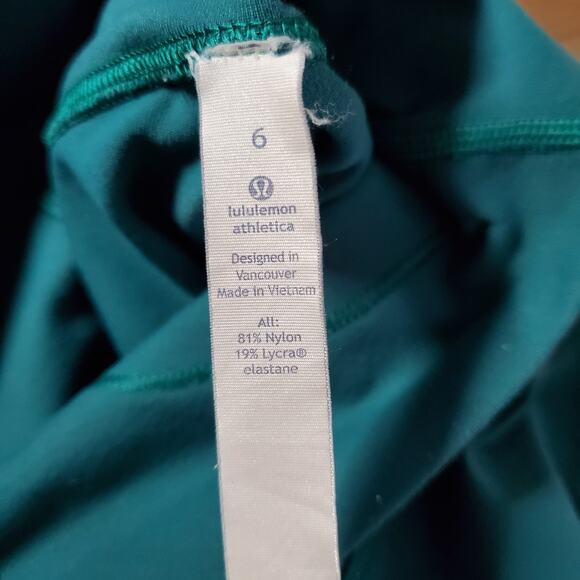 6
lululemon
athletica
Designed in
Vancouver
Made in Vietnam
All:
81% Nylon
19% Lycra®
elastane